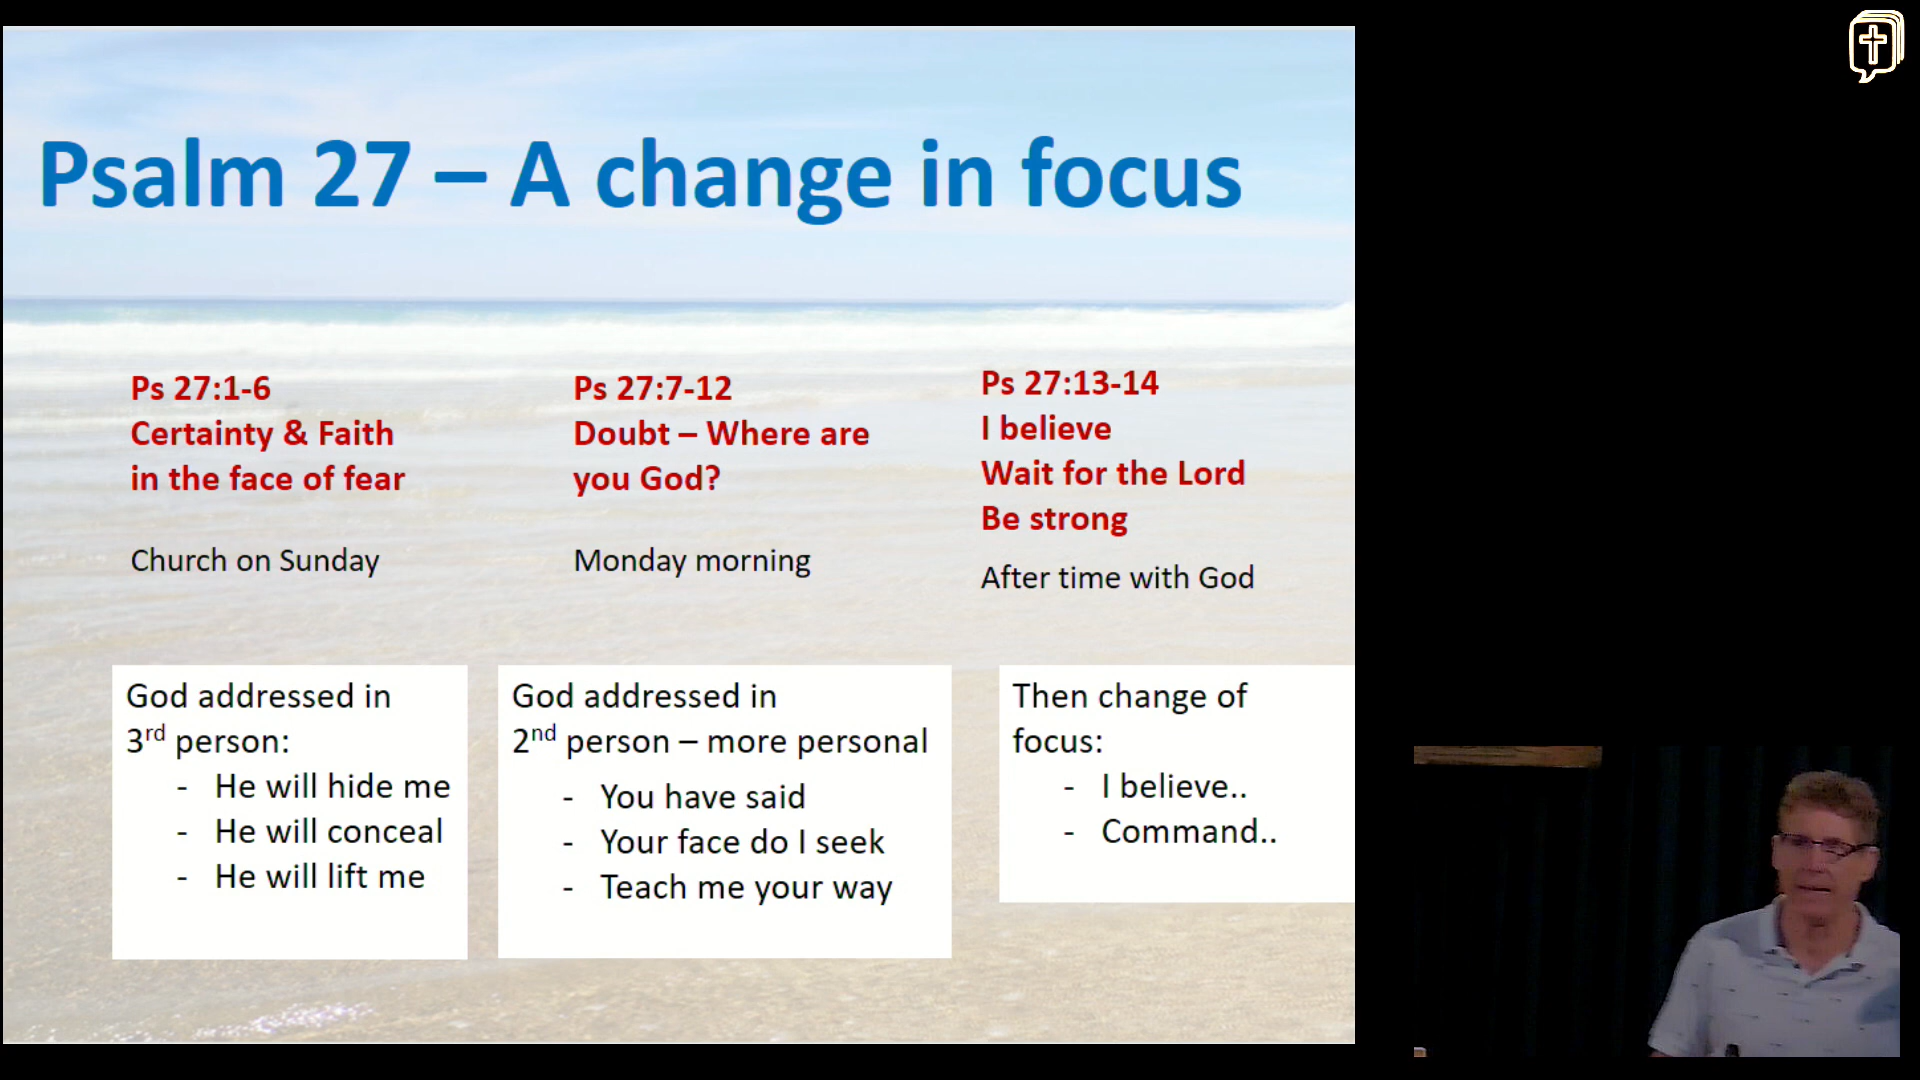 Psalm 27 – A change in focus
Ps 27:1-6
Certainty & Faith
in the face of fear
Church on Sunday
Ps 27:7-12
Doubt – Where are
you God?
Monday morning
Ps 27:13-14
I believe
Wait for the Lord
Be strong
After time with God
God addressed in
3rd person:
- He will hide me
- He will conceal
- He will lift me
God addressed in
2nd person – more personal
- You have said
- Your face do I seek
- Teach me your way
Then change of
focus:
- I believe..
- Command..